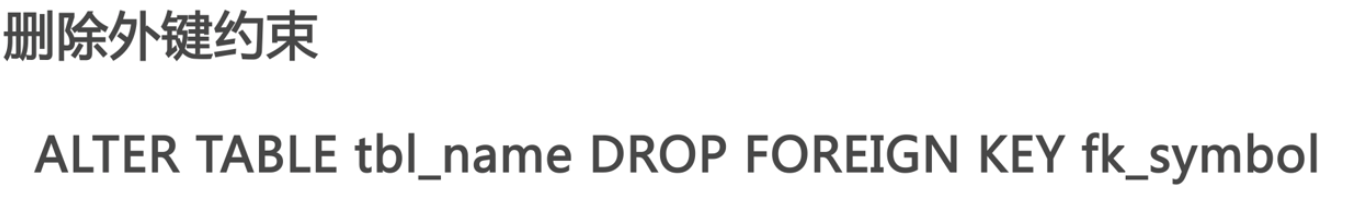 删除外键约束
ALTER TABLE tbl_name DROP FOREIGN KEY fk_symbol